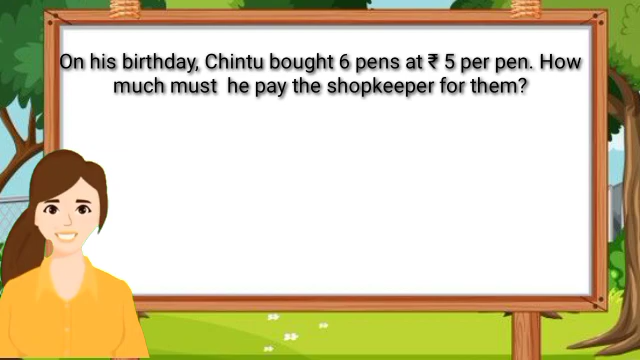 On his birthday, Chintu bought 6 pens at ₹ 5 per pen. How
much must he pay the shopkeeper for them?